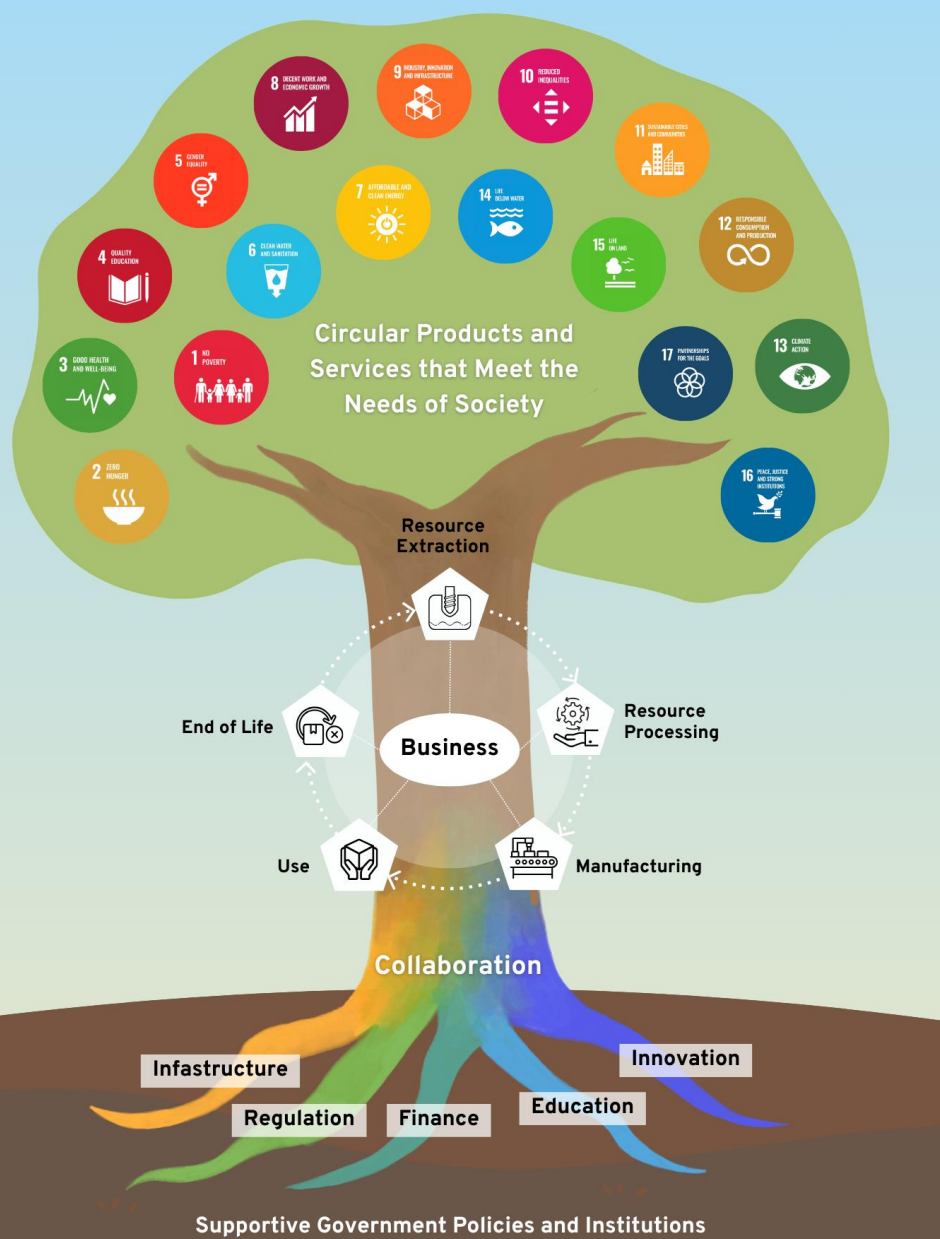 8 DECENT WORK AND
ECONOMIC GROWTH
9 INDUSTRY, INNOVATION
AND INFRASTRUCTURE
10 REDUCED
INEQUALITIES
11 SUSTAINABLE CITIES
AND COMMUNITIES
5 GENDER
EQUALITY
7 AFFORDABLE AND
CLEAN ENERGY
14 LIFE
BELOW WATER
12 RESPONSIBLE
CONSUMPTION
AND PRODUCTION
4 QUALITY
EDUCATION
6 CLEAN WATER
AND SANITATION
15 LIFE
ON LAND
3 GOOD HEALTH
AND WELL-BEING
1 NO
POVERTY
17 PARTNERSHIPS
FOR THE GOALS
13 CLIMATE
ACTION
2 ZERO
HUNGER
16 PEACE, JUSTICE
AND STRONG
INSTITUTIONS
Circular Products and
Services that Meet the
Needs of Society
Resource
Extraction
End of Life
Business
Resource
Processing
Use
Manufacturing
Collaboration
Infastructure
Regulation
Finance
Education
Innovation
Supportive Government Policies and Institutions